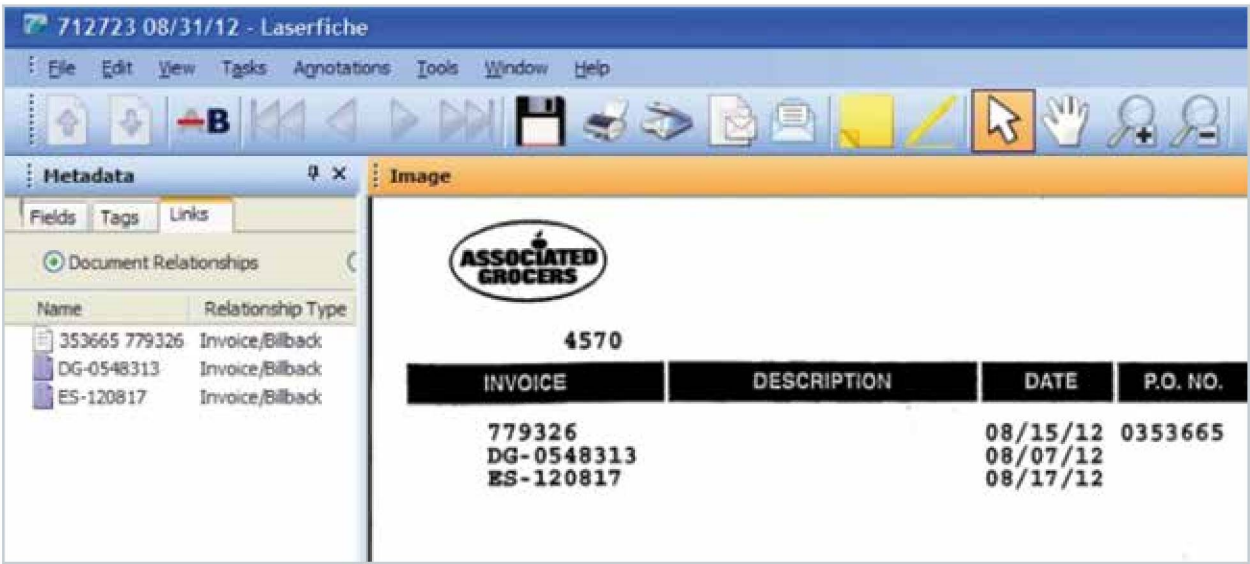 712723 08/31/12 - Laserfiche
File Edit View Tasks Annotations Tools Window Help
B
Metadata
Image
Fields Tags Links
Document Relationships
Name Relationship Type
353665 779326 Invoice/Billback
DG-0548313 Invoice/Billback
ES-120817 Invoice/Billback
ASSOCIATED
GROCERS
4570
INVOICE DESCRIPTION DATE P.O. NO.
779326 08/15/12 0353665
DG-0548313 08/07/12
ES-120817 08/17/12